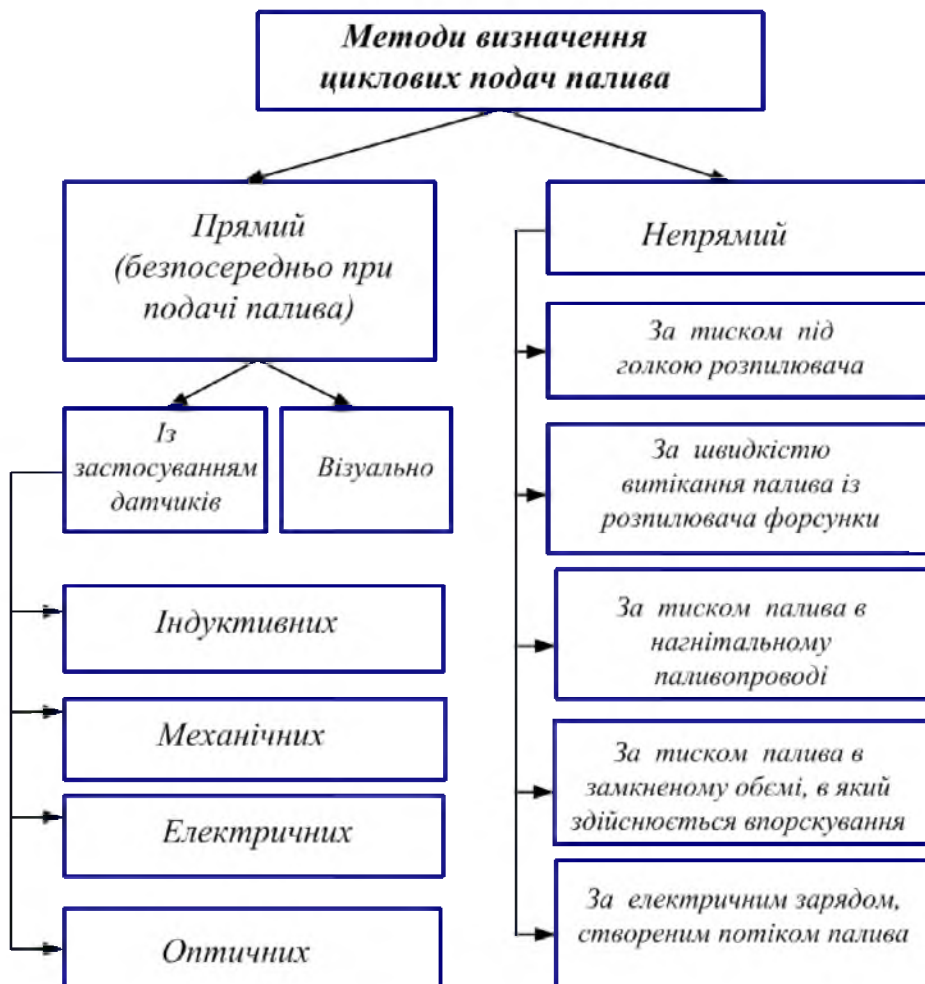 Методи визначення
циклових подач палива
Прямий
(безпосередньо при
подачі палива)
Із
застосуванням
датчиків
Візуально
Індуктивних
Механічних
Електричних
Оптичних
Непрямий
За тиском під
голкою розпилювача
За швидкістю
витікання палива із
розпилювача форсунки
За тиском палива в
нагнітальному
паливопроводі
За тиском палива в
замкненому обємі, в який
здійснюється впорскування
За електричним зарядом,
створеним потіком палива